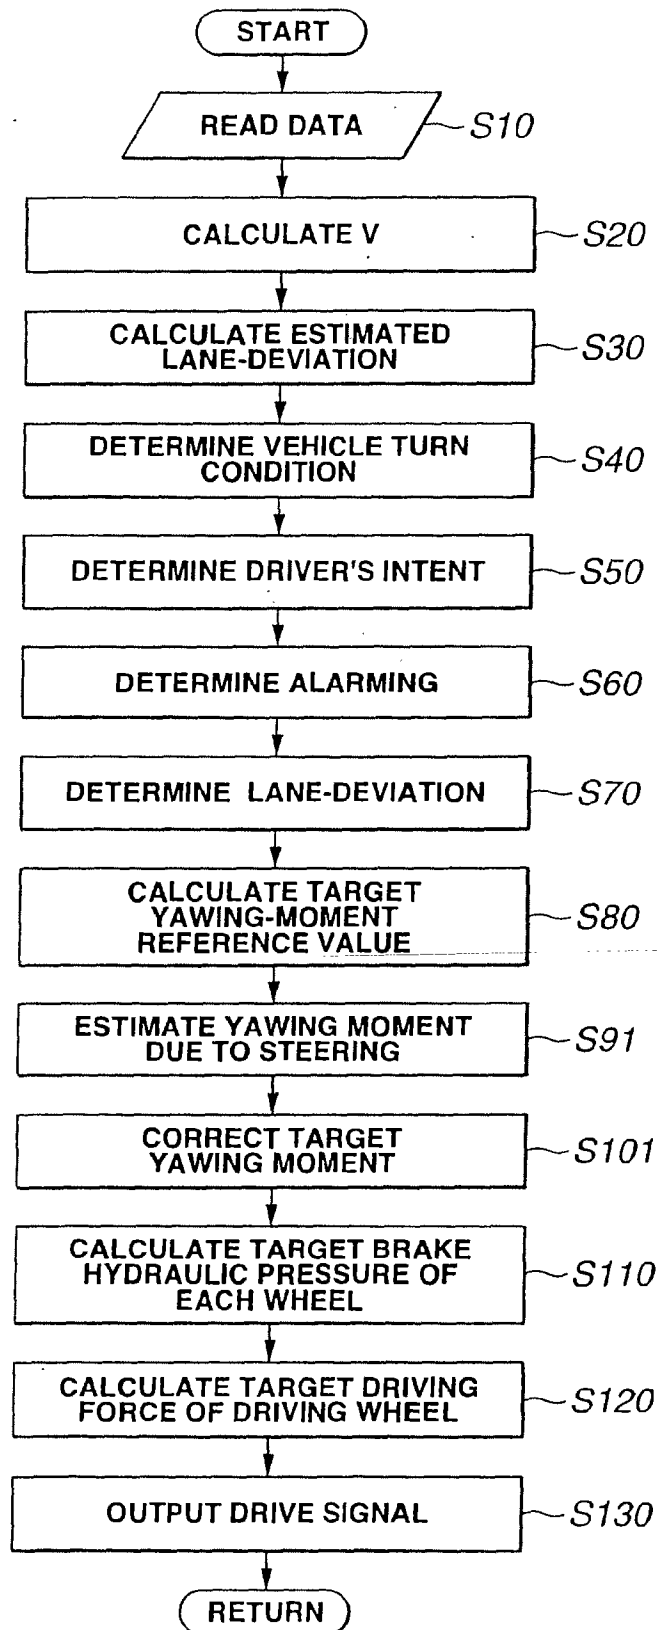 START
READ DATA
S10
CALCULATE V
S20
CALCULATE ESTIMATED
LANE-DEVIATION
S30
DETERMINE VEHICLE TURN
CONDITION
S40
DETERMINE DRIVER'S INTENT
S50
DETERMINE ALARMING
S60
DETERMINE LANE-DEVIATION
S70
CALCULATE TARGET
YAWING-MOMENT
REFERENCE VALUE
S80
ESTIMATE YAWING MOMENT
DUE TO STEERING
S91
CORRECT TARGET
YAWING MOMENT
S101
CALCULATE TARGET BRAKE
HYDRAULIC PRESSURE OF
EACH WHEEL
S110
CALCULATE TARGET DRIVING
FORCE OF DRIVING WHEEL
S120
OUTPUT DRIVE SIGNAL
S130
RETURN